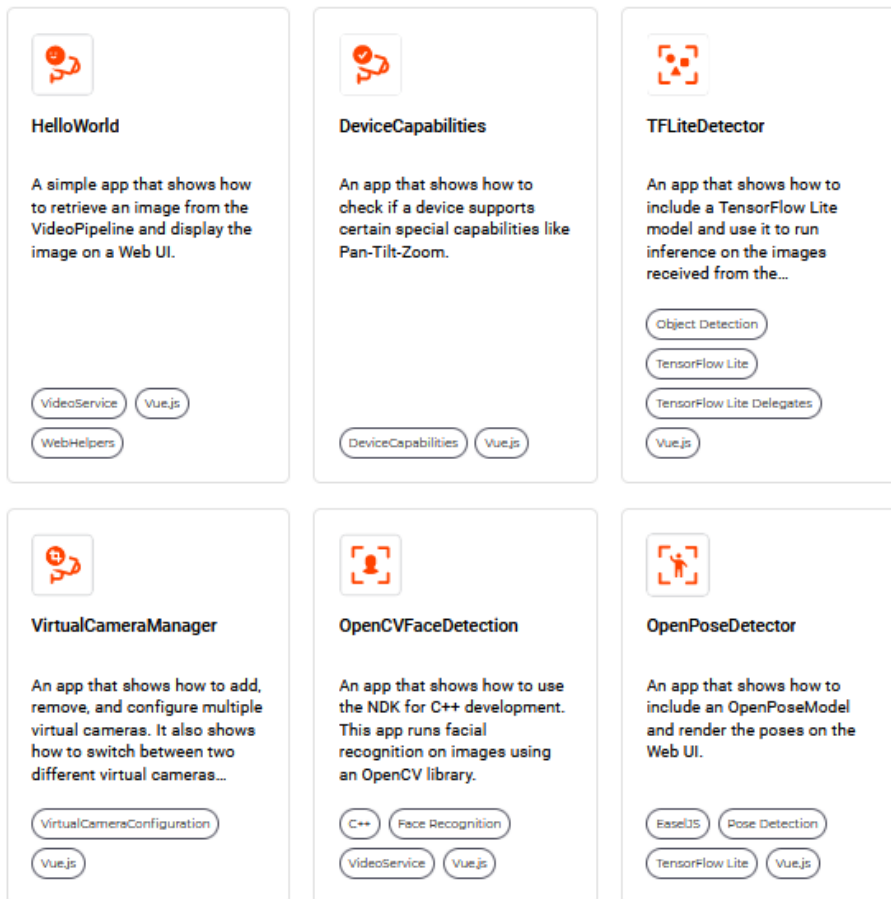 HelloWorld
A simple app that shows how
to retrieve an image from the
VideoPipeline and display the
image on a Web UI.
VideoService
Vue.js
WebHelpers
DeviceCapabilities
An app that shows how to
check if a device supports
certain special capabilities like
Pan-Tilt-Zoom.
DeviceCapabilities
Vue.js
TFLiteDetector
An app that shows how to
include a TensorFlow Lite
model and use it to run
inference on the images
received from the...
Object Detection
TensorFlow Lite
TensorFlow Lite Delegates
Vue.js
VirtualCameraManager
An app that shows how to add,
remove, and configure multiple
virtual cameras. It also shows
how to switch between two
different virtual cameras...
VirtualCameraConfiguration
Vue.js
OpenCVFaceDetection
An app that shows how to use
the NDK for C++ development.
This app runs facial
recognition on images using
an OpenCV library.
C++
Face Recognition
VideoService
Vue.js
OpenPoseDetector
An app that shows how to
include an OpenPoseModel
and render the poses on the
Web UI.
EaselJS
Pose Detection
TensorFlow Lite
Vue.js